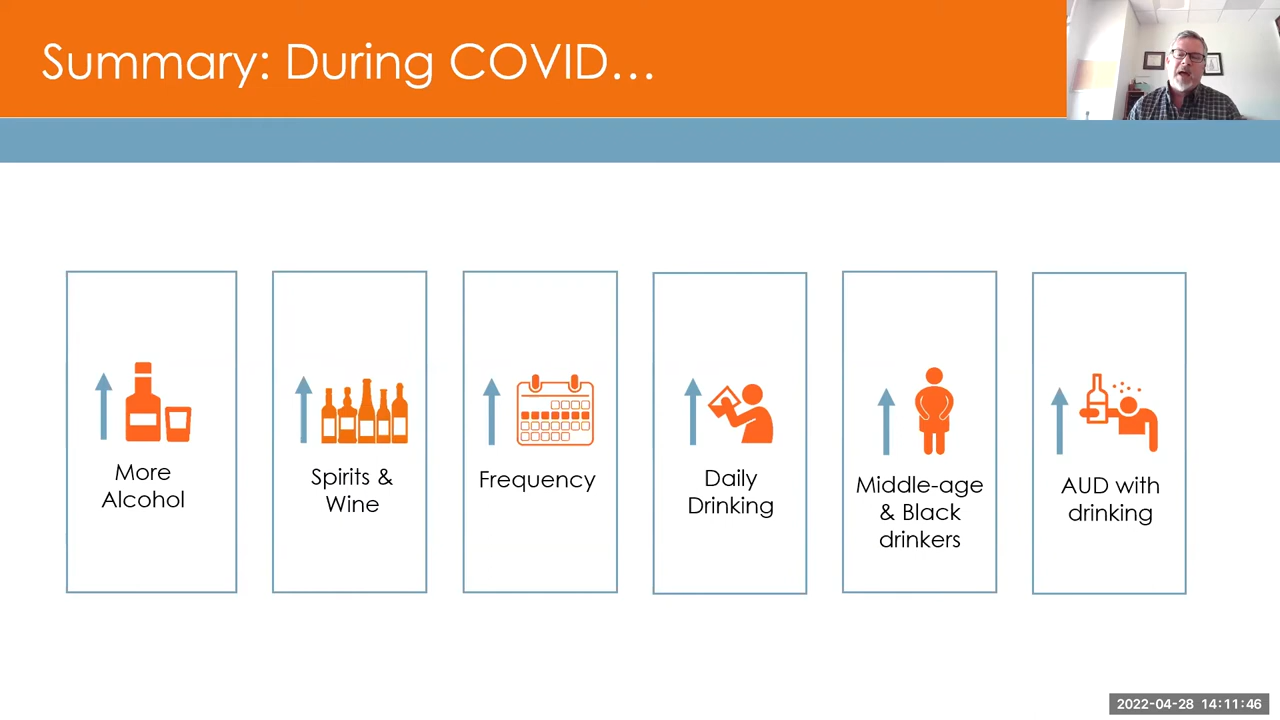 Summary: During COVID…
More
Alcohol
Spirits &
Wine
Frequency
Daily
Drinking
Middle-age
& Black
drinkers
AUD with
drinking
2022-04-28 14:11:46